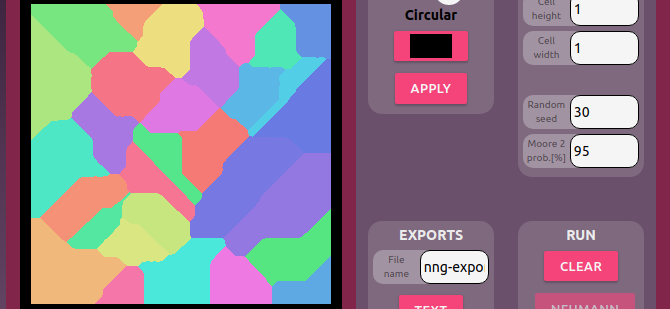 Circular
APPLY
Cell
height
1
Cell
width
1
Random
seed
30
Moore 2
prob.[%]
95
EXPORTS
File
name
nng-expo
TEXT
RUN
CLEAR
NEUMANN